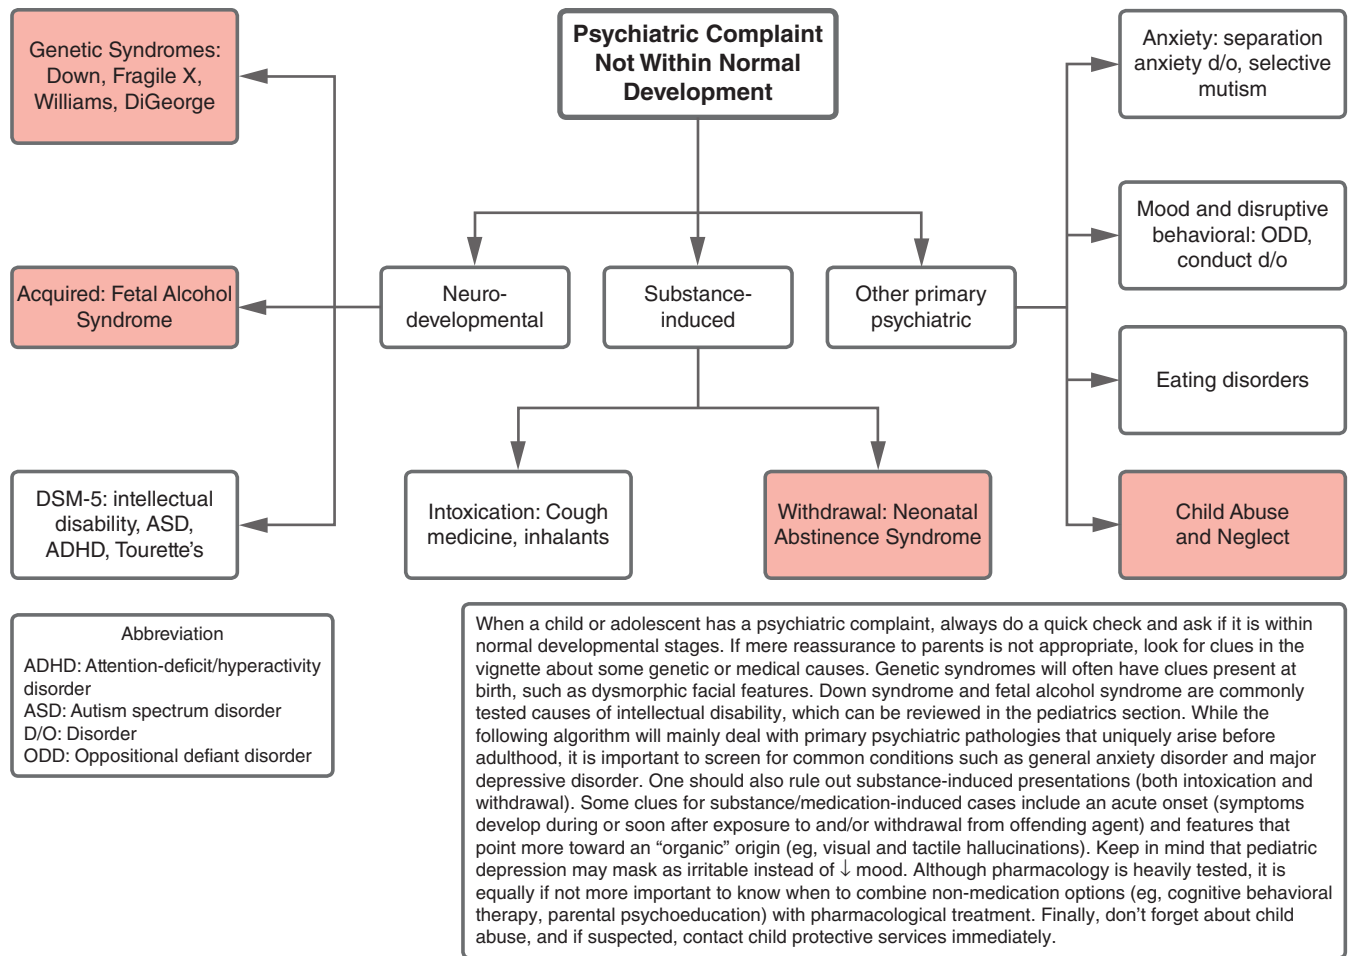 Psychiatric Complaint
Not Within Normal
Development
Genetic Syndromes:
Down, Fragile X,
Williams, DiGeorge
Acquired: Fetal Alcohol
Syndrome
DSM-5: intellectual
disability, ASD,
ADHD, Tourette’s
Neuro-
developmental
Substance-
induced
Other primary
psychiatric
Intoxication: Cough
medicine, inhalants
Withdrawal: Neonatal
Abstinence Syndrome
Anxiety: separation
anxiety d/o, selective
mutism
Mood and disruptive
behavioral: ODD,
conduct d/o
Eating disorders
Child Abuse
and Neglect
Abbreviation
ADHD: Attention-deficit/hyperactivity
disorder
ASD: Autism spectrum disorder
D/O: Disorder
ODD: Oppositional defiant disorder
When a child or adolescent has a psychiatric complaint, always do a quick check and ask if it is within
normal developmental stages. If mere reassurance to parents is not appropriate, look for clues in the
vignette about some genetic or medical causes. Genetic syndromes will often have clues present at
birth, such as dysmorphic facial features. Down syndrome and fetal alcohol syndrome are commonly
tested causes of intellectual disability, which can be reviewed in the pediatrics section. While the
following algorithm will mainly deal with primary psychiatric pathologies that uniquely arise before
adulthood, it is important to screen for common conditions such as general anxiety disorder and major
depressive disorder. One should also rule out substance-induced presentations (both intoxication and
withdrawal). Some clues for substance/medication-induced cases include an acute onset (symptoms
develop during or soon after exposure to and/or withdrawal from offending agent) and features that
point more toward an “organic” origin (eg, visual and tactile hallucinations). Keep in mind that pediatric
depression may mask as irritable instead of ↓ mood. Although pharmacology is heavily tested, it is
equally if not more important to know when to combine non-medication options (eg, cognitive behavioral
therapy, parental psychoeducation) with pharmacological treatment. Finally, don’t forget about child
abuse, and if suspected, contact child protective services immediately.